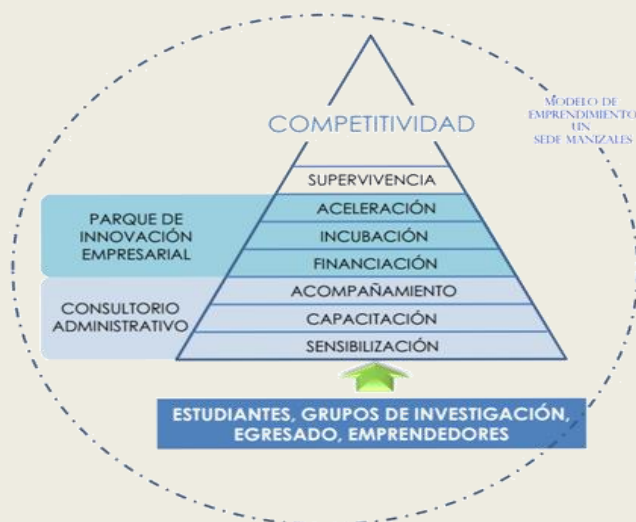 MODELO DE
EMPRENDIMIENTO
UN
SEDE MANIZALES
COMPETITIVIDAD
SUPERVIVENCIA
PARQUE DE
INNOVACIÓN
EMPRESARIAL
ACELERACIÓN
INCUBACIÓN
FINANCIACIÓN
CONSULTORIO
ADMINISTRATIVO
ACOMPAÑAMIENTO
CAPACITACIÓN
SENSIBILIZACIÓN
ESTUDIANTES, GRUPOS DE INVESTIGACIÓN,
EGRESADO, EMPRENDEDORES